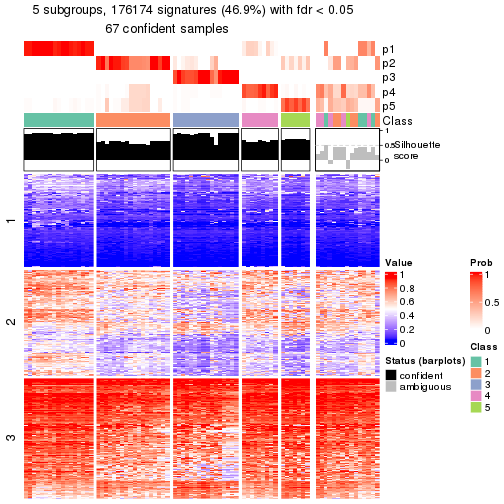 5 subgroups, 176174 signatures (46.9%) with fdr < 0.05
67 confident samples
p1
p2
p3
p4
p5
Class
1
0.5
0
Silhouette
score
1
2
3
Value
1
0.8
0.6
0.4
0.2
0
Status (barplots)
confident
ambiguous
Prob
1
0.5
0
Class
1
2
3
4
5